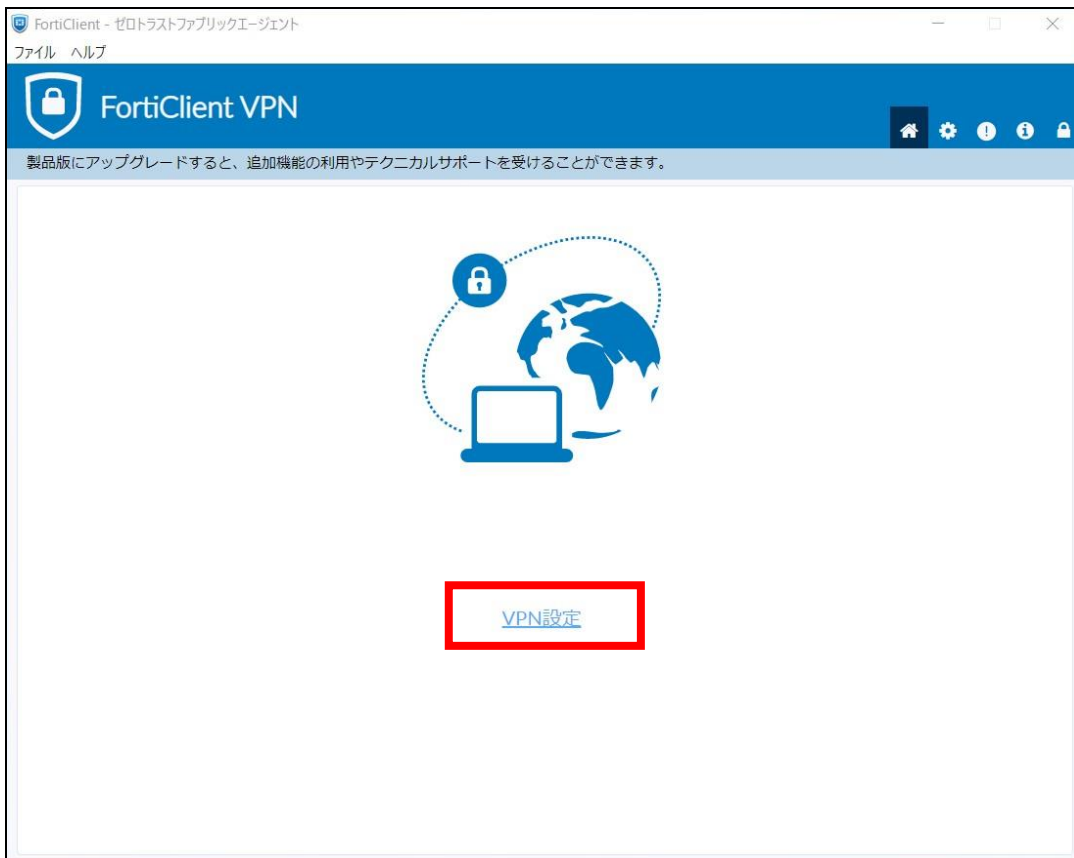 FortiClient - ゼロトラストファブリックエージェント
ファイル ヘルプ
FortiClient VPN
製品版にアップグレードすると、追加機能の利用やテクニカルサポートを受けることができます。
VPN設定